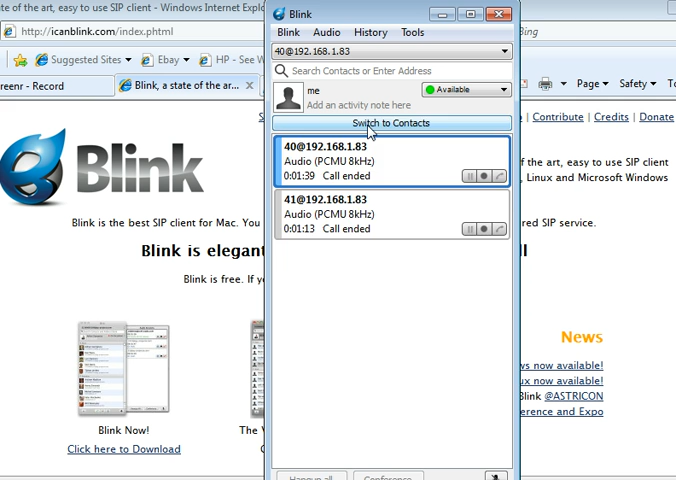 ate of the art, easy to use SIP client - Windows Internet Explo
http://icanblink.com/index.phtml
Bing
Suggested Sites
Ebay
HP - See W
reenr - Record
Blink, a state of the ar...
Page
Safety
T
Contribute | Credits | Donate
Blink
of the art, easy to use SIP client
, Linux and Microsoft Windows
Blink is the best SIP client for Mac. You
red SIP service.
Blink is elegan
ll
Blink is free. If yo
News
ws now available!
ux now available!
Blink @ASTRICON
erence and Expo
Blink Now!
The V
Click here to Download
Blink
Blink Audio History Tools
40@192.168.1.83
Search Contacts or Enter Address
me
Available
Add an activity note here
Switch to Contacts
40@192.168.1.83
Audio (PCMU 8kHz)
0:01:39 Call ended
41@192.168.1.83
Audio (PCMU 8kHz)
0:01:13 Call ended
Hangup all
Conference